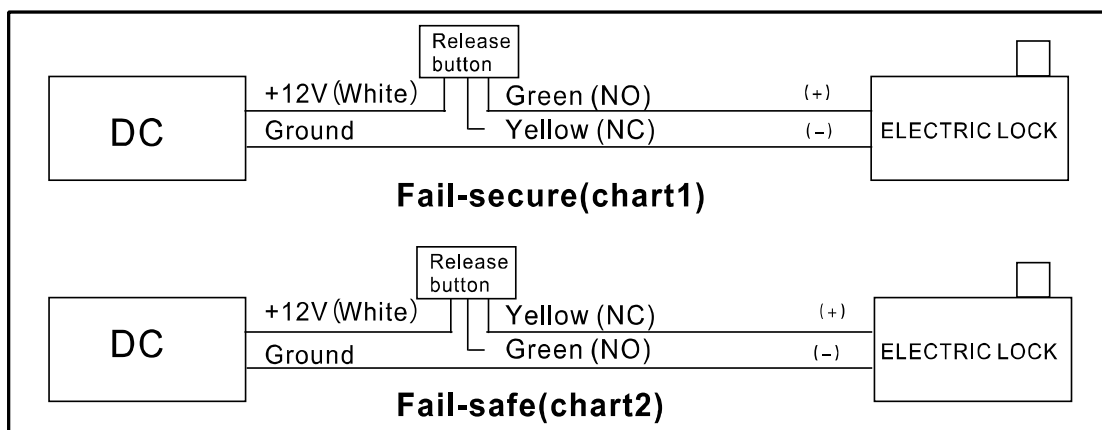 Release
button
+12V(White)
Green (NO)
(+)
DC
Ground
Yellow (NC)
(-)
ELECTRIC LOCK
Fail-secure(chart1)
Release
button
+12V(White)
Yellow (NC)
(+)
DC
Ground
Green (NO)
(-)
ELECTRIC LOCK
Fail-safe(chart2)